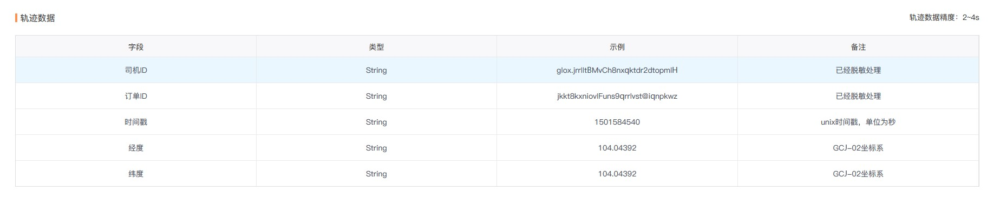 轨迹数据
轨迹数据精度：2~4s
字段 类型 示例 备注
司机ID String glox.jrrlltBMvCh8nxqktdr2dtopmlH 已经脱敏处理
订单ID String jkkt8kxniovlFuns9qrrlvst@iqnpkwz 已经脱敏处理
时间戳 String 1501584540 unix时间戳，单位为秒
经度 String 104.04392 GCJ-02坐标系
纬度 String 104.04392 GCJ-02坐标系